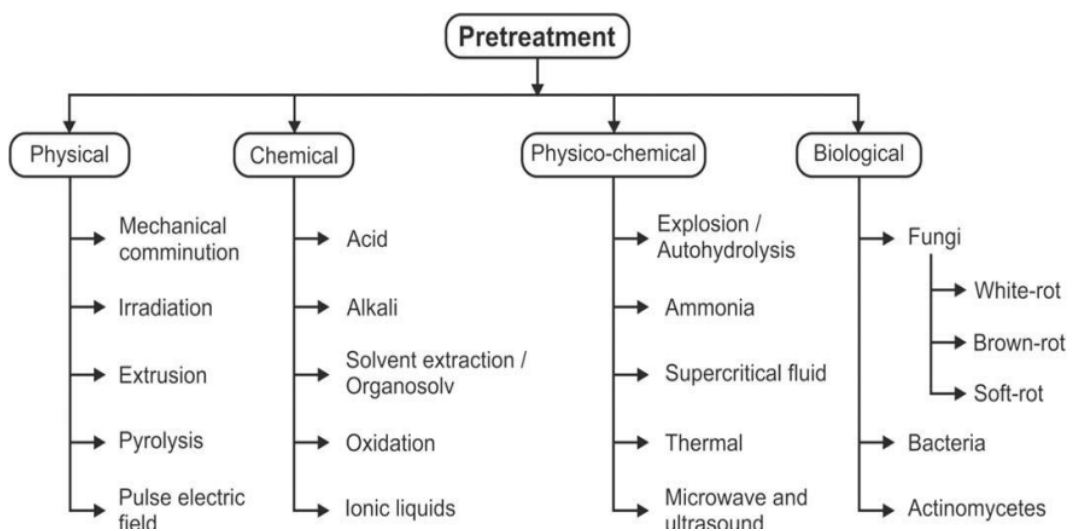 Pretreatment
Physical
Chemical
Physico-chemical
Biological
Mechanical
comminution
Irradiation
Extrusion
Pyrolysis
Pulse electric
field
Acid
Alkali
Solvent extraction /
Organosolv
Oxidation
Ionic liquids
Explosion /
Autohydrolysis
Ammonia
Supercritical fluid
Thermal
Microwave and
ultrasound
Fungi
White-rot
Brown-rot
Soft-rot
Bacteria
Actinomycetes